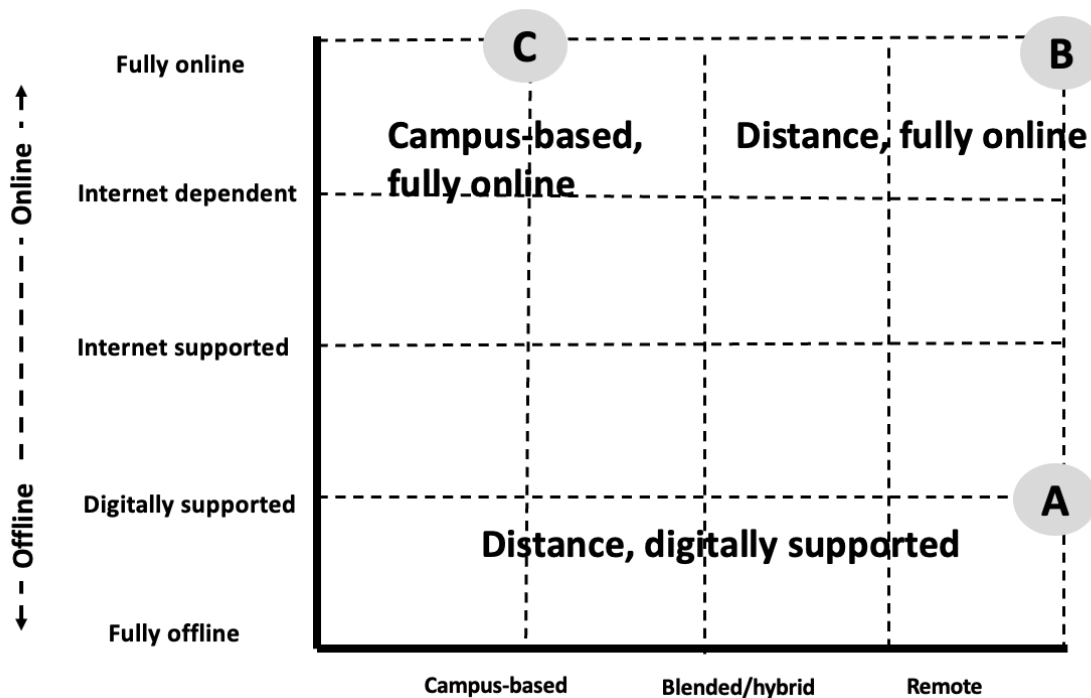 C
B
Fully online
Campus-based,
fully online
Distance, fully online
Online
Internet dependent
Internet supported
Digitally supported
A
Offline
Distance, digitally supported
Fully offline
Campus-based
Blended/hybrid
Remote